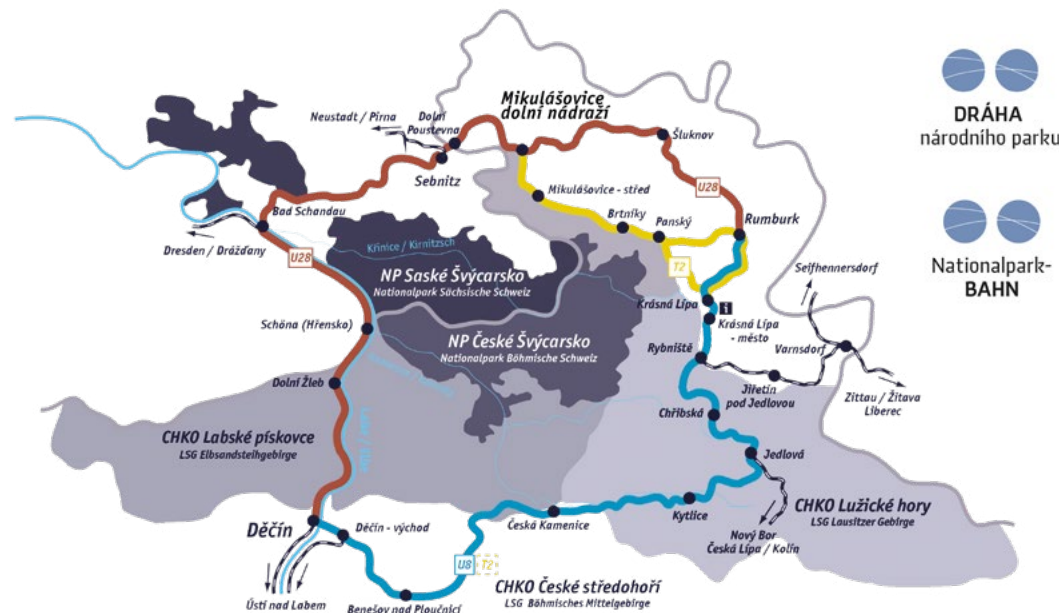 Neustadt / Pirna
Dolní
Poustevna
Mikulášovice
dolní nádraží
Šluknov
DRÁHA
národního parku
Sebnitz
U28
Mikulášovice - střed
Bad Schandau
Brtníky
Panský
Rumburk
Dresden / Drážďany
Křinice / Kirnitzsch
U28
T2
Nationalpark-
BAHN
NP Saské Švýcarsko
Nationalpark Sächsische Schweiz
Seifhennersdorf
Krásná Lípa
i
Krásná Lípa
- město
Schöna (Hřensko)
NP České Švýcarsko
Nationalpark Böhmische Schweiz
Rybniště
Varnsdorf
Jiřetín
pod Jedlovou
Zittau / Žitava
Liberec
Dolní Žleb
Chřibská
CHKO Labské pískovce
LSG Elbsandsteihgebirge
Labe / Elbe
Jedlová
CHKO Lužické hory
LSG Lausitzer Gebirge
Kytlice
Česká Kamenice
Nový Bor
Česká Lípa / Kolín
Děčín
Děčín - východ
U8
T2
CHKO České středohoří
LSG Böhmisches Mittelgebirge
Ústí nad Labem
Benešov nad Ploučnicí